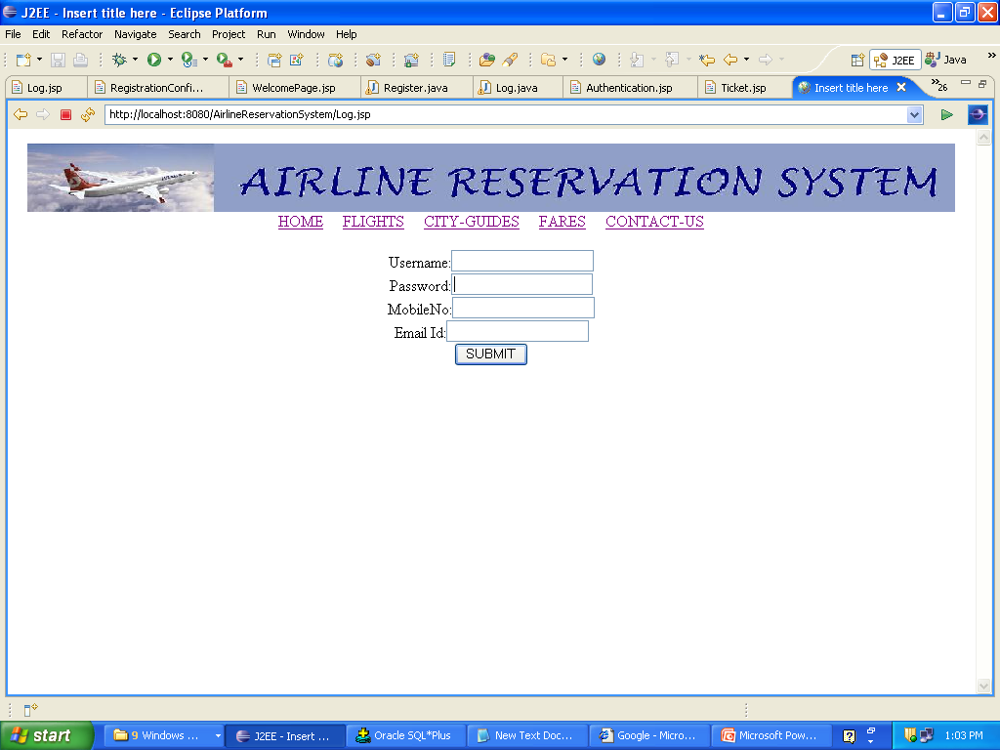 J2EE - Insert title here - Eclipse Platform
File Edit Refactor Navigate Search Project Run Window Help
J2EE Java »
Log.jsp RegistrationConfi... WelcomePage.jsp Register.java Log.java Authentication.jsp Ticket.jsp Insert title here »26
http://localhost:8080/AirlineReservationSystem/Log.jsp
AIRLINE RESERVATION SYSTEM
HOME FLIGHTS CITY-GUIDES FARES CONTACT-US
Username:
Password:
MobileNo:
Email Id:
SUBMIT
start 9 Windows ... J2EE - Insert ... Oracle SQL*Plus New Text Doc... Google - Micro... Microsoft Pow... 1:03 PM